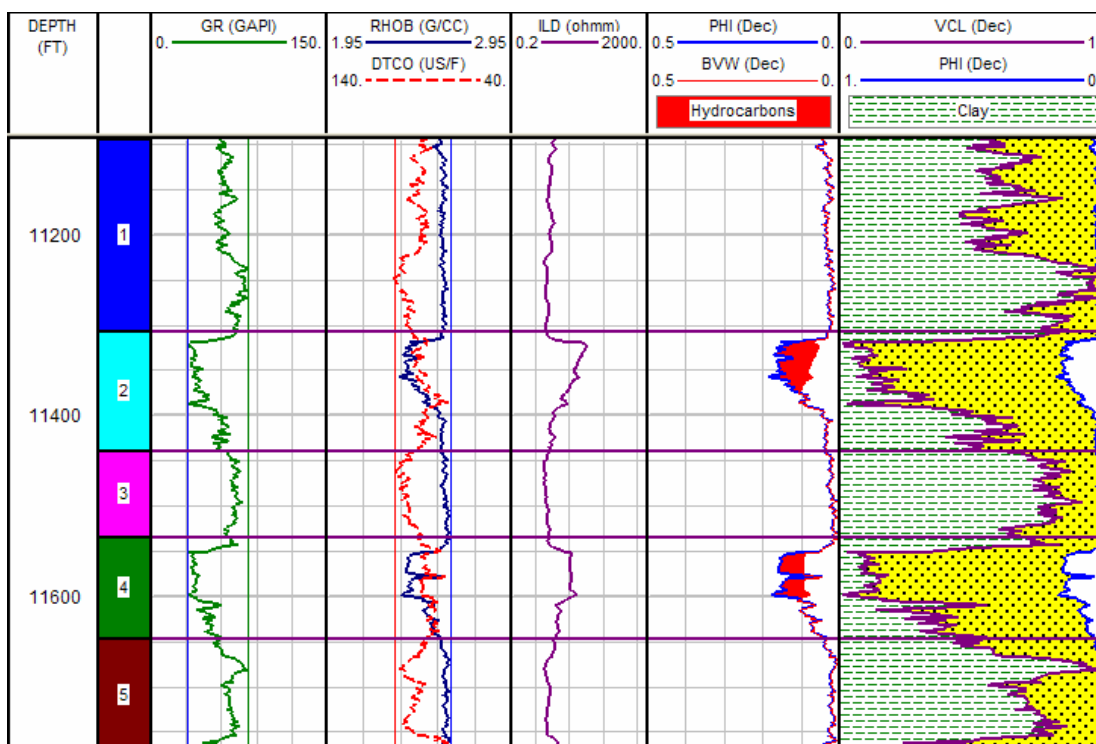 DEPTH (FT)
GR (GAPI)
0. 150.
RHOB (G/CC)
1.95 2.95
DTCO (US/F)
140. 40.
ILD (ohmm)
0.2 2000.
PHI (Dec)
0.5 0.
BVW (Dec)
0.5 0.
Hydrocarbons
VCL (Dec)
0. 1
PHI (Dec)
1. 0
Clay
1
11200
2
11400
3
4
11600
5